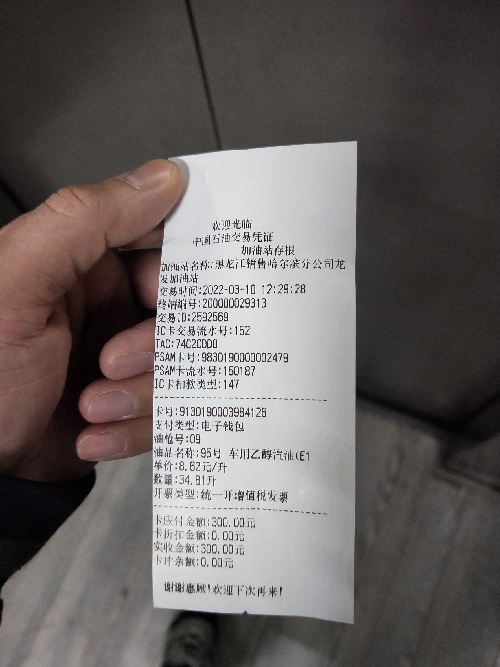 欢迎光临
中国石油交易凭证
加油站存根
加油站名称:黑龙江销售哈尔滨分公司龙
发加油站
交易时间:2022-03-10 12:29:28
终端编号:200000029313
交易ID:2592569
IC卡交易流水号:152
TAC:74020000
PSAM卡号:9830190000002479
PSAM卡流水号:150187
IC卡扣款类型:147
卡号:9130190003984126
支付类型:电子钱包
油枪号:09
油品名称:95号 车用乙醇汽油(E1
单价:8.62元/升
数量:34.81升
开票类型:统一开增值税发票
卡应付金额:300.00元
卡折扣金额:0.00元
实收金额:300.00元
卡片余额:0.00元
谢谢惠顾!欢迎下次再来!